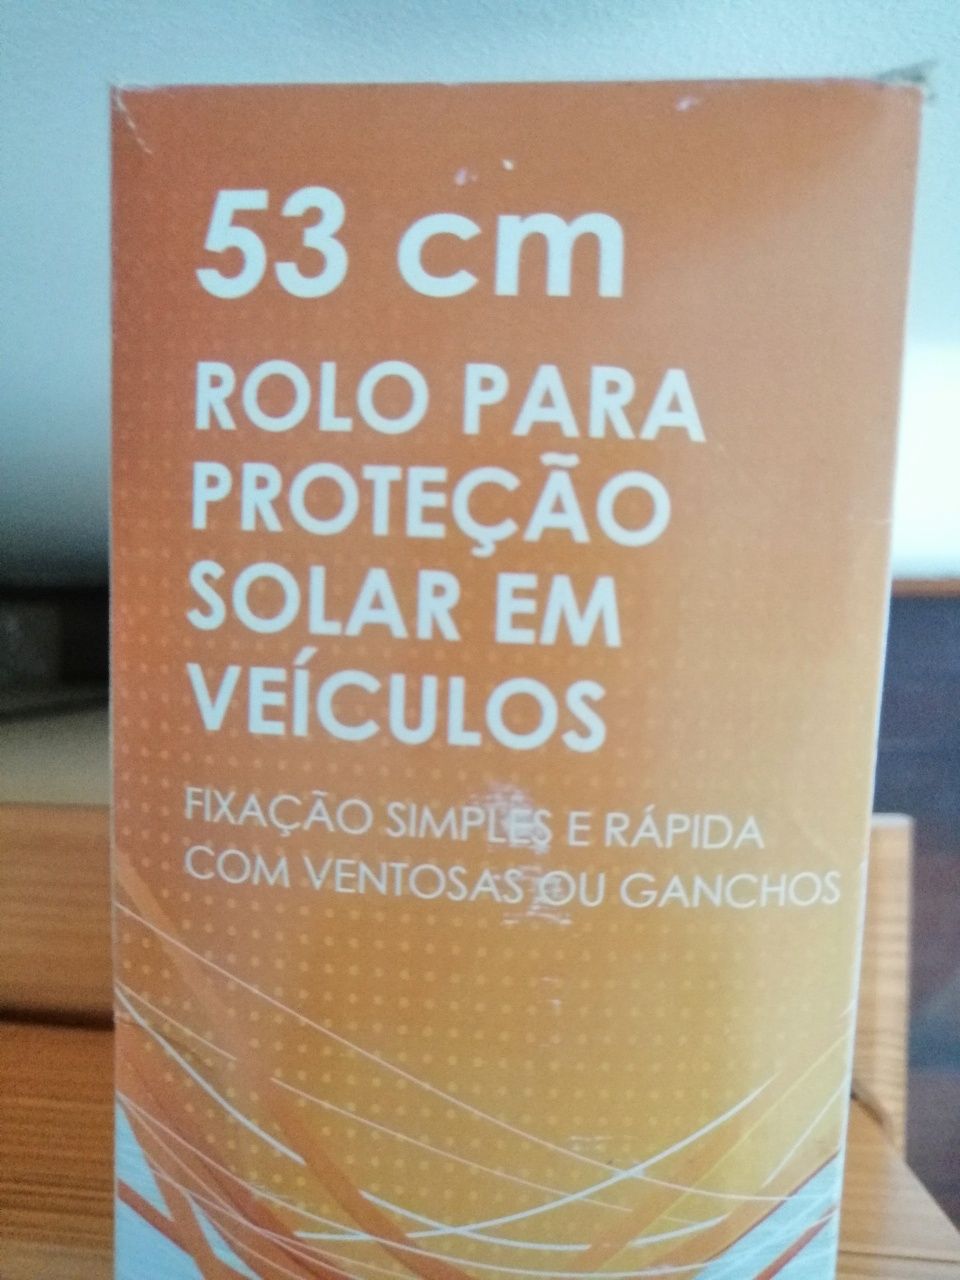 53 cm
ROLO PARA
PROTEÇÃO
SOLAR EM
VEÍCULOS
FIXAÇÃO SIMPLES E RÁPIDA
COM VENTOSAS OU GANCHOS